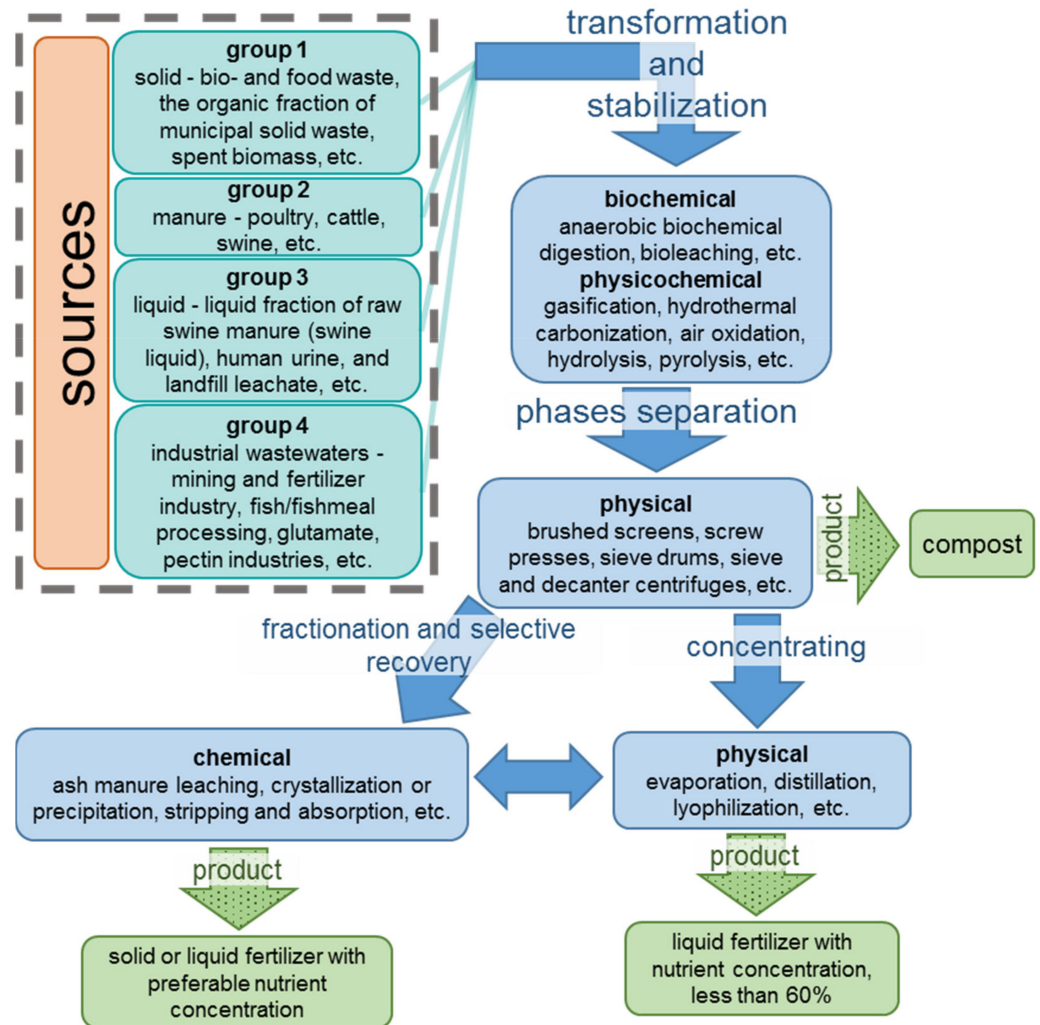 sources
group 1
solid - bio- and food waste,
the organic fraction of
municipal solid waste,
spent biomass, etc.
group 2
manure - poultry, cattle,
swine, etc.
group 3
liquid - liquid fraction of raw
swine manure (swine
liquid), human urine, and
landfill leachate, etc.
group 4
industrial wastewaters -
mining and fertilizer
industry, fish/fishmeal
processing, glutamate,
pectin industries, etc.
transformation
and
stabilization
biochemical
anaerobic biochemical
digestion, bioleaching, etc.
physicochemical
gasification, hydrothermal
carbonization, air oxidation,
hydrolysis, pyrolysis, etc.
phases separation
physical
brushed screens, screw
presses, sieve drums, sieve
and decanter centrifuges, etc.
product
compost
fractionation and selective
recovery
concentrating
chemical
ash manure leaching, crystallization or
precipitation, stripping and absorption, etc.
physical
evaporation, distillation,
lyophilization, etc.
product
product
solid or liquid fertilizer with
preferable nutrient
concentration
liquid fertilizer with
nutrient concentration,
less than 60%